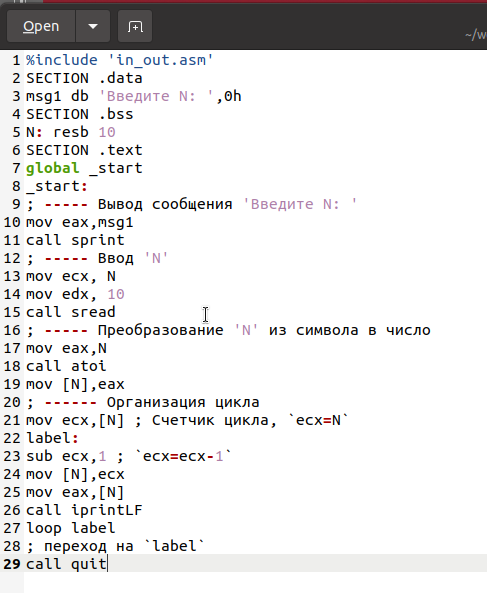 Open
~/w
1 %include 'in_out.asm'
2 SECTION .data
3 msg1 db 'Введите N: ',0h
4 SECTION .bss
5 N: resb 10
6 SECTION .text
7 global _start
8 _start:
9 ; ----- Вывод сообщения 'Введите N: '
10 mov eax,msg1
11 call sprint
12 ; ----- Ввод 'N'
13 mov ecx, N
14 mov edx, 10
15 call sread
16 ; ----- Преобразование 'N' из символа в число
17 mov eax,N
18 call atoi
19 mov [N],eax
20 ; ------ Организация цикла
21 mov ecx,[N] ; Счетчик цикла, `ecx=N`
22 label:
23 sub ecx,1 ; `ecx=ecx-1`
24 mov [N],ecx
25 mov eax,[N]
26 call iprintLF
27 loop label
28 ; переход на `label`
29 call quit